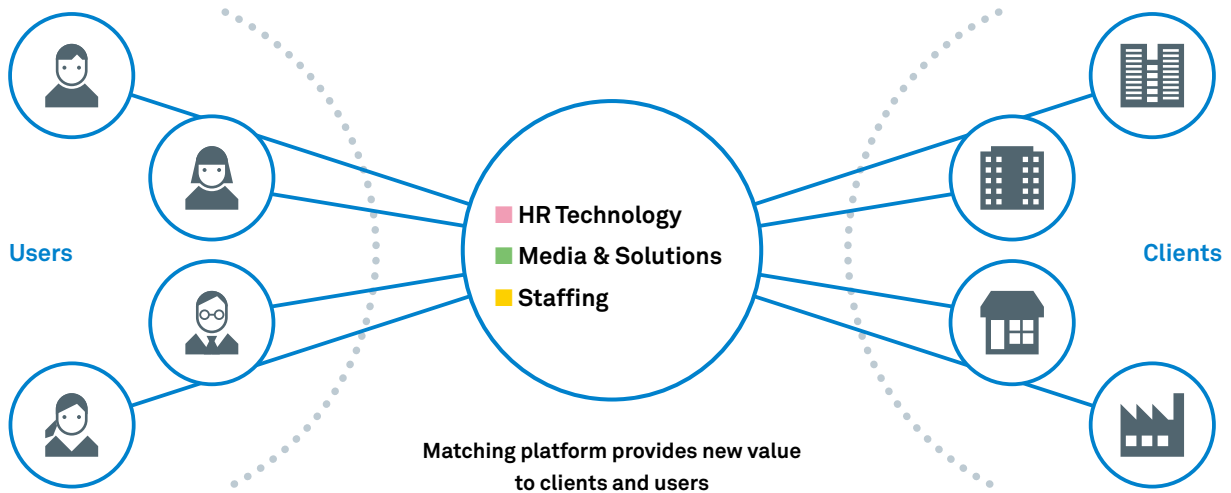 Users
HR Technology
Media & Solutions
Staffing
Clients
Matching platform provides new value
to clients and users